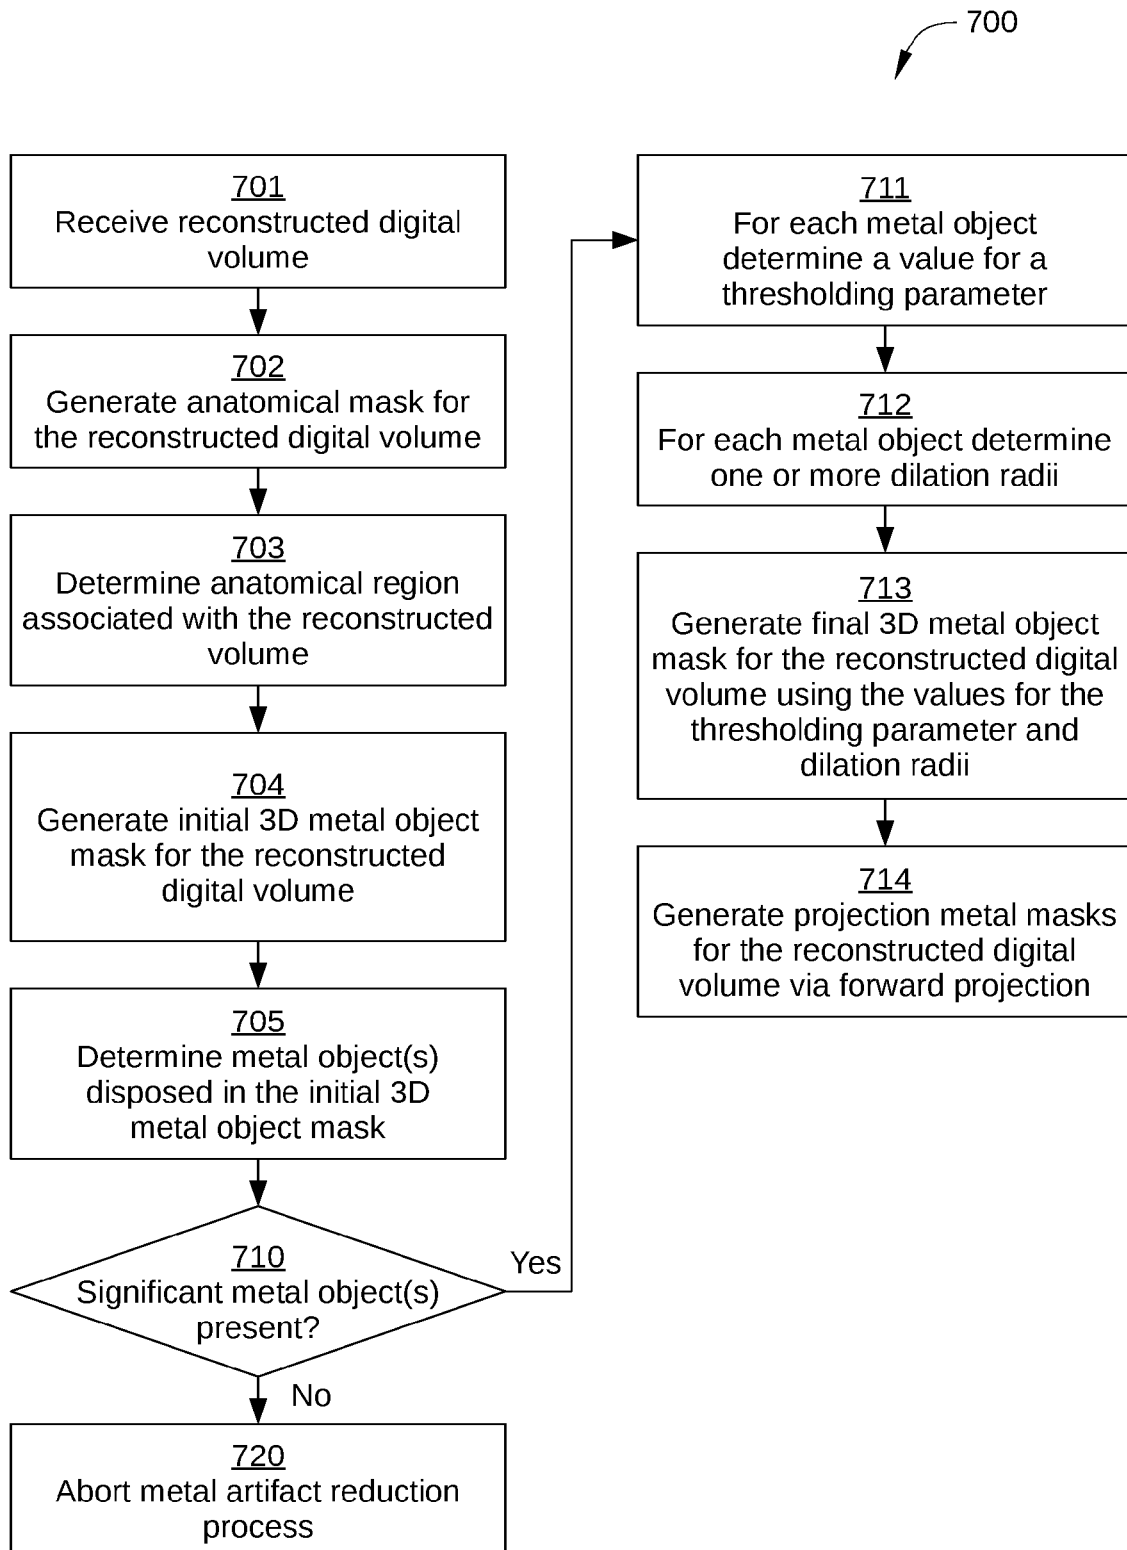 700
701
Receive reconstructed digital
volume
702
Generate anatomical mask for
the reconstructed digital volume
703
Determine anatomical region
associated with the reconstructed
volume
704
Generate initial 3D metal object
mask for the reconstructed
digital volume
705
Determine metal object(s)
disposed in the initial 3D
metal object mask
710
Significant metal object(s)
present?
Yes
No
720
Abort metal artifact reduction
process
711
For each metal object
determine a value for a
thresholding parameter
712
For each metal object determine
one or more dilation radii
713
Generate final 3D metal object
mask for the reconstructed digital
volume using the values for the
thresholding parameter and
dilation radii
714
Generate projection metal masks
for the reconstructed digital
volume via forward projection